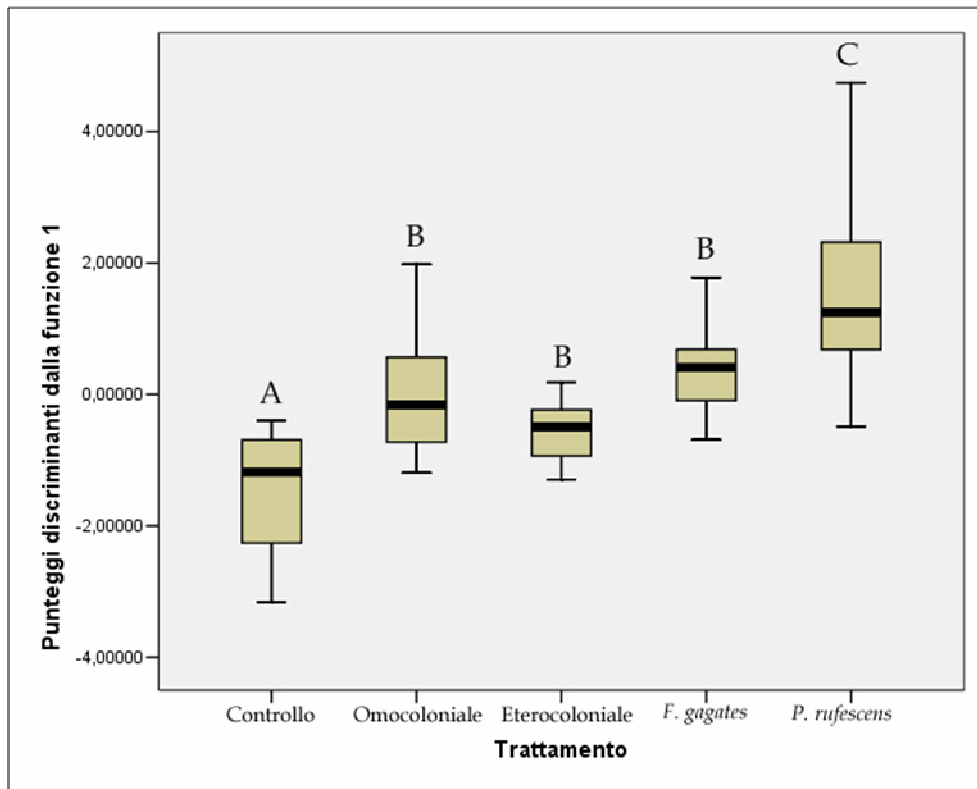 C
4,00000
B
B
2,00000
B
A
0,00000
-2,00000
-4,00000
Punteggi discriminanti dalla funzione 1
Controllo Omocoloniale Eterocoloniale F. gagates P. rufescens
Trattamento